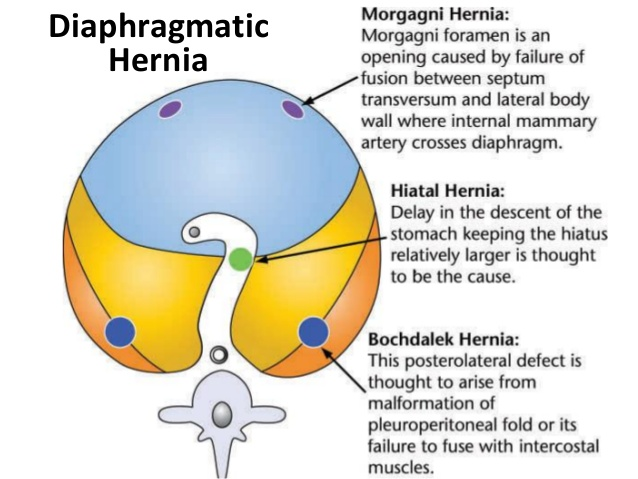 Diaphragmatic
Hernia
Morgagni Hernia:
Morgagni foramen is an
opening caused by failure of
fusion between septum
transversum and lateral body
wall where internal mammary
artery crosses diaphragm.
Hiatal Hernia:
Delay in the descent of the
stomach keeping the hiatus
relatively larger is thought
to be the cause.
Bochdalek Hernia:
This posterolateral defect is
thought to arise from
malformation of
pleuroperitoneal fold or its
failure to fuse with intercostal
muscles.